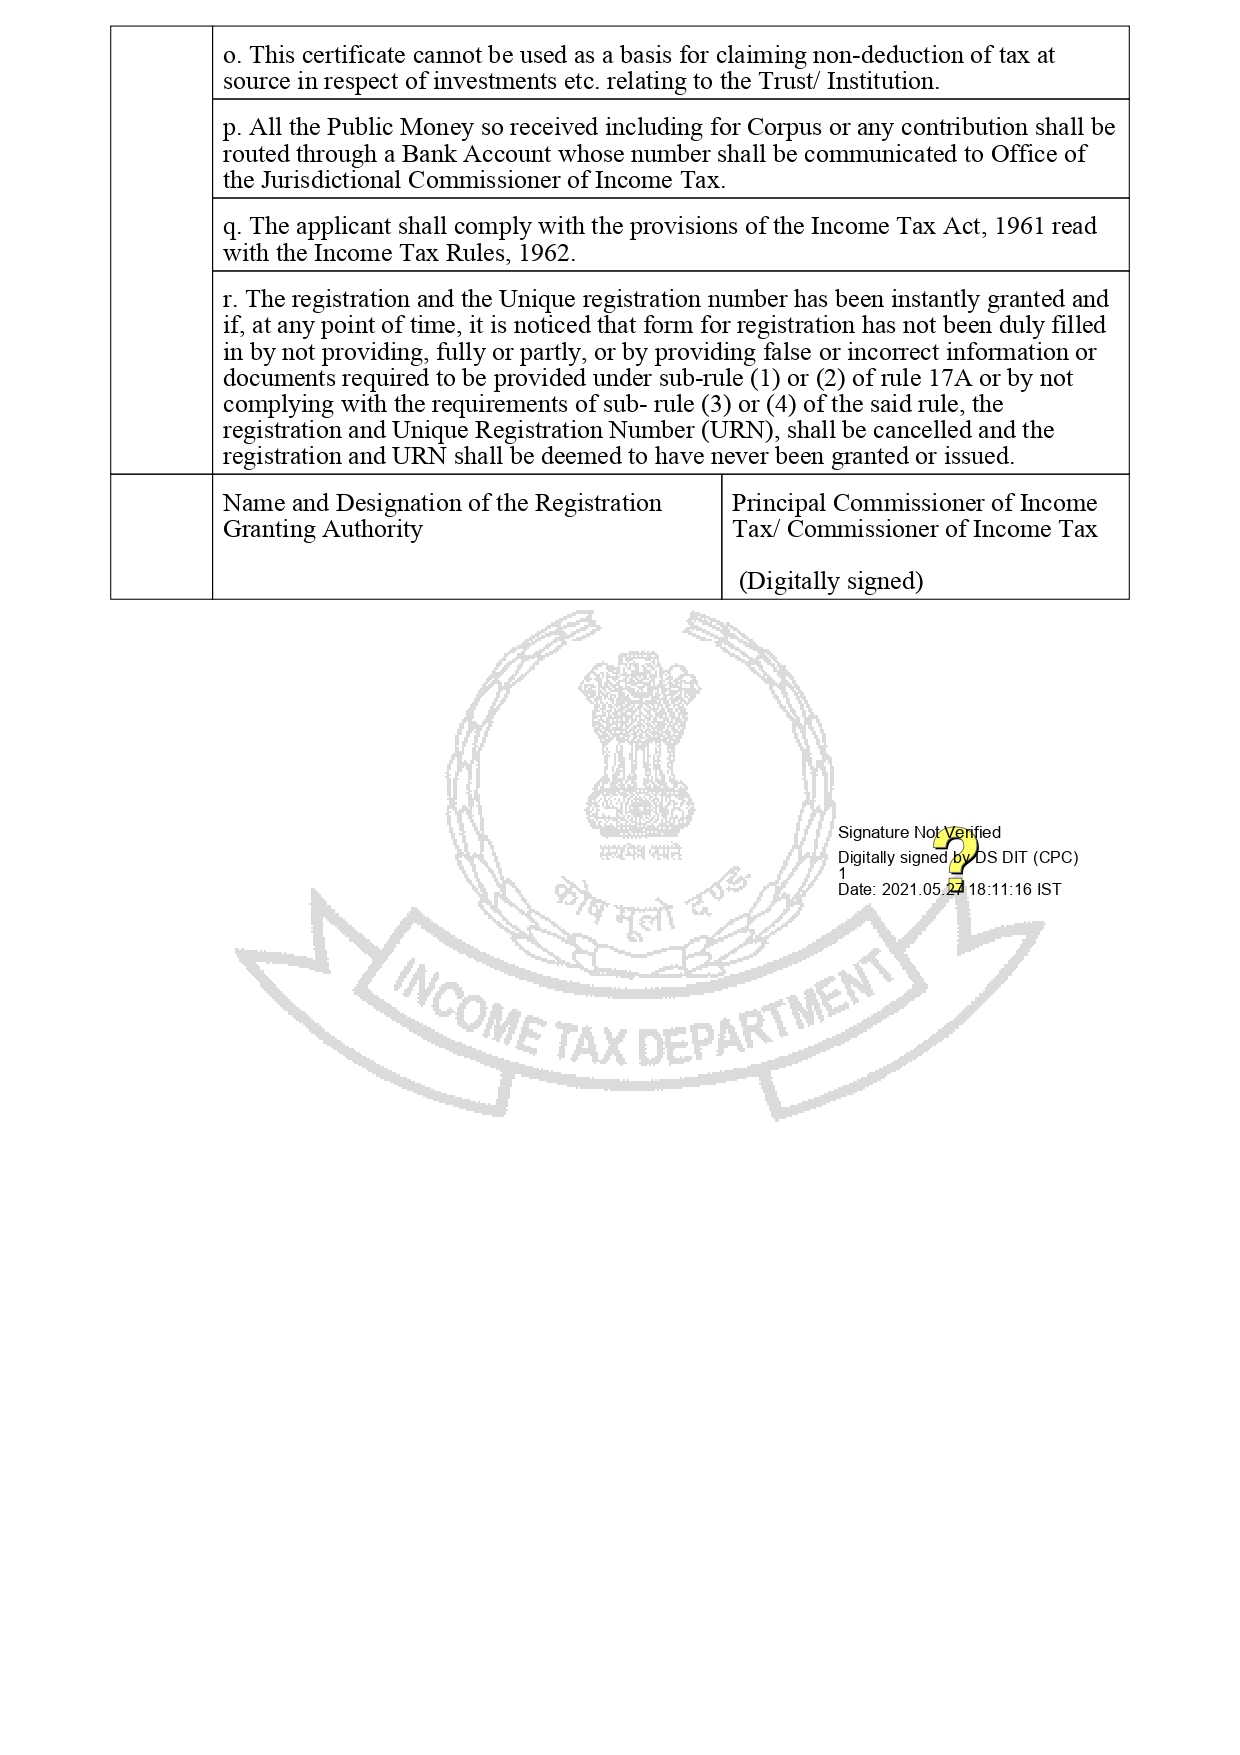 o. This certificate cannot be used as a basis for claiming non-deduction of tax at
source in respect of investments etc. relating to the Trust/ Institution.
p. All the Public Money so received including for Corpus or any contribution shall be
routed through a Bank Account whose number shall be communicated to Office of
the Jurisdictional Commissioner of Income Tax.
q. The applicant shall comply with the provisions of the Income Tax Act, 1961 read
with the Income Tax Rules, 1962.
r. The registration and the Unique registration number has been instantly granted and
if, at any point of time, it is noticed that form for registration has not been duly filled
in by not providing, fully or partly, or by providing false or incorrect information or
documents required to be provided under sub-rule (1) or (2) of rule 17A or by not
complying with the requirements of sub- rule (3) or (4) of the said rule, the
registration and Unique Registration Number (URN), shall be cancelled and the
registration and URN shall be deemed to have never been granted or issued.
Name and Designation of the Registration
Granting Authority
Principal Commissioner of Income
Tax/ Commissioner of Income Tax
(Digitally signed)
Signature Not Verified
Digitally signed by DS DIT (CPC)
1
Date: 2021.05.27 18:11:16 IST
?
सत्यमेव जयते
कोष मूलो दण्ड
INCOME TAX DEPARTMENT